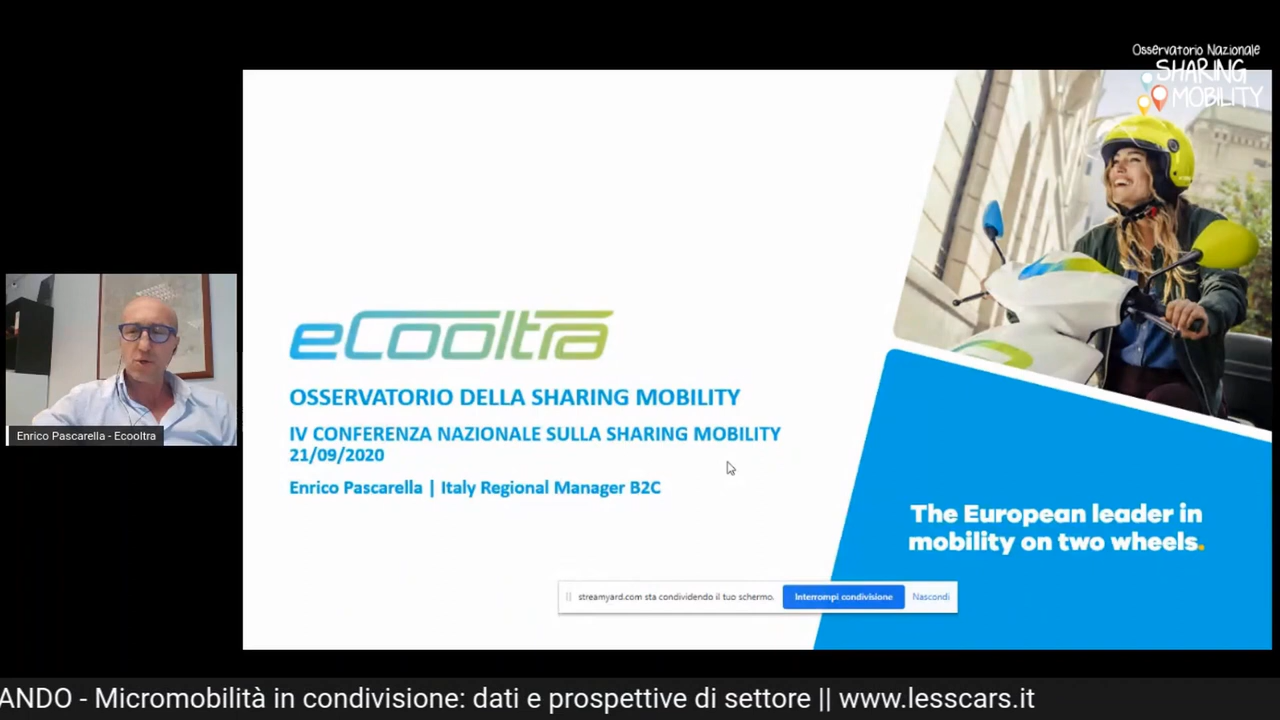 Osservatorio Nazionale
SHARING
MOBILITY
eCooltra
OSSERVATORIO DELLA SHARING MOBILITY
IV CONFERENZA NAZIONALE SULLA SHARING MOBILITY
21/09/2020
Enrico Pascarella | Italy Regional Manager B2C
Enrico Pascarella - Ecooltra
The European leader in
mobility on two wheels.
streamyard.com sta condividendo il tuo schermo. Interrompi condivisione Nascondi
ANDO - Micromobilità in condivisione: dati e prospettive di settore || www.lesscars.it